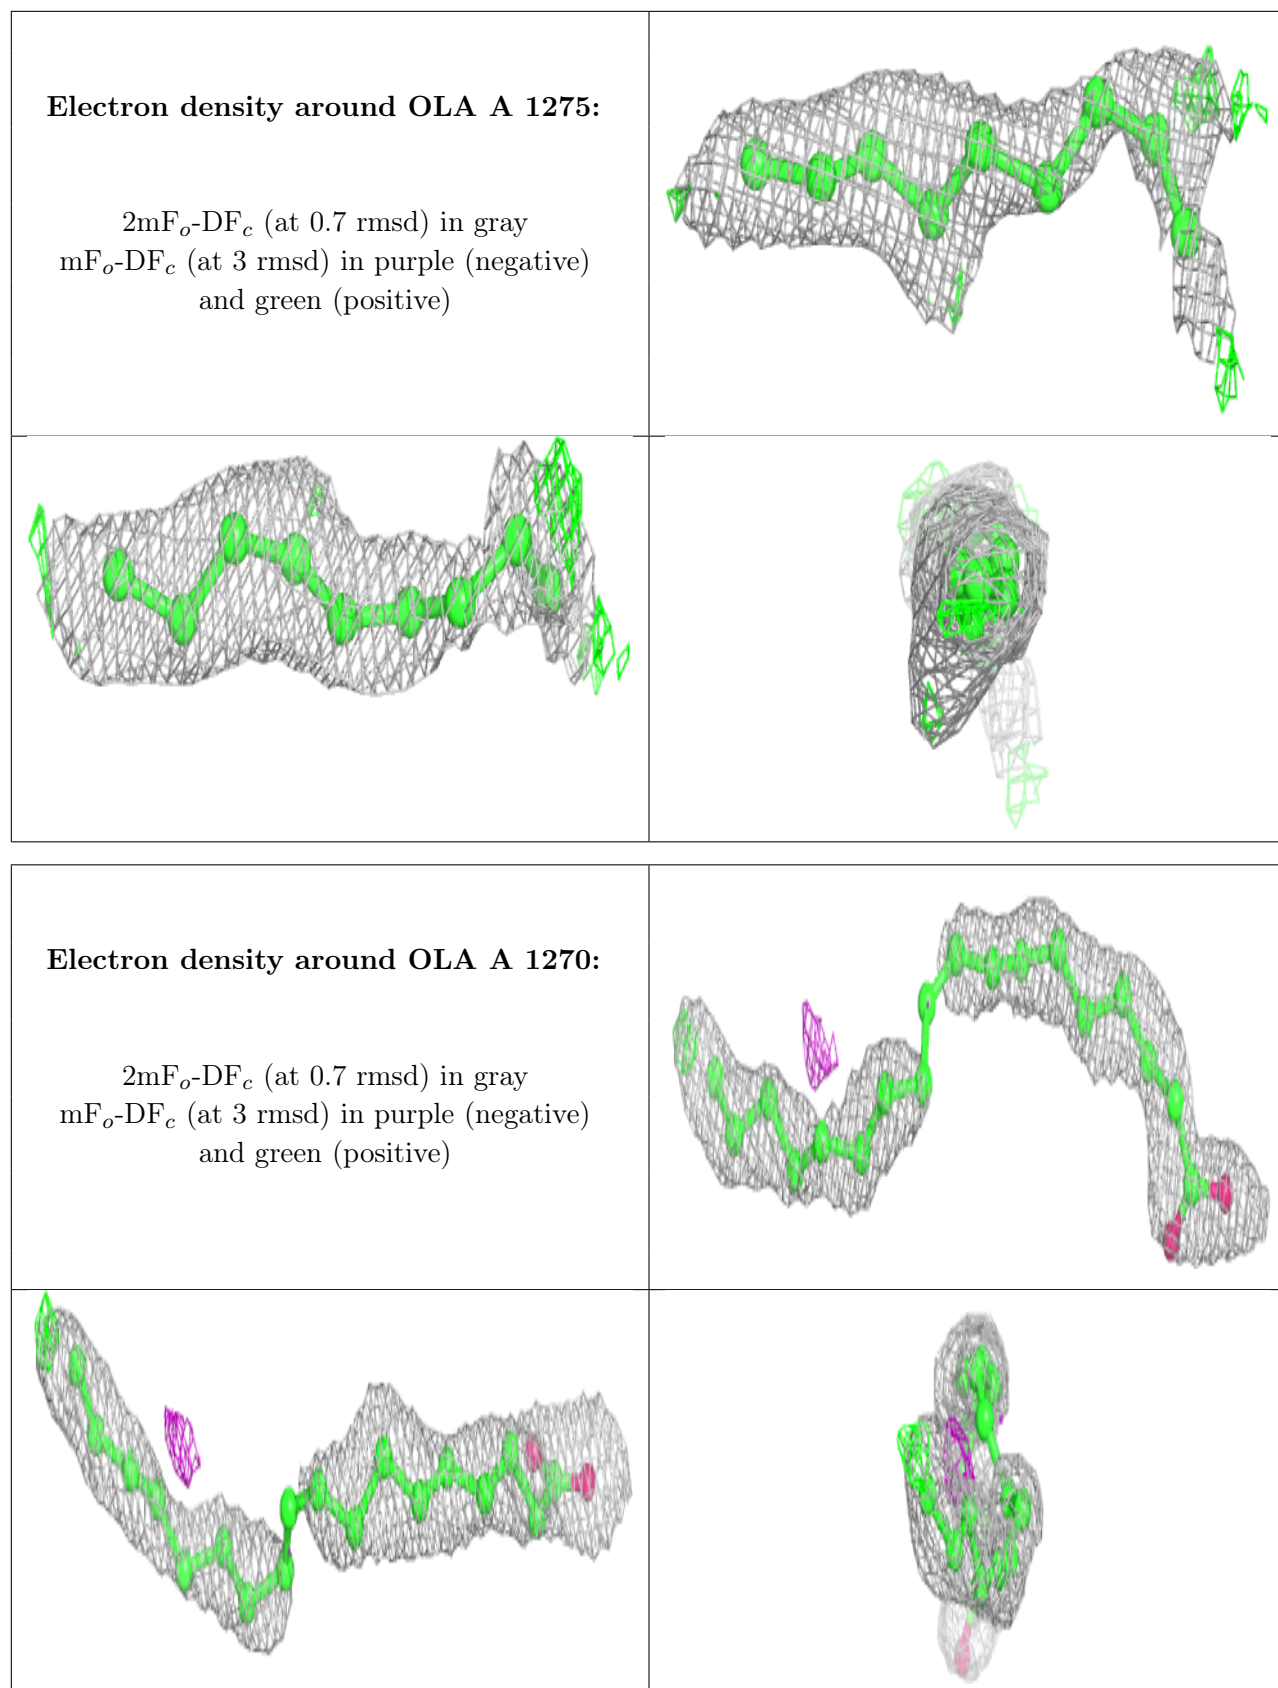 Electron density around OLA A 1275:
2mFo-DFc (at 0.7 rmsd) in gray
mFo-DFc (at 3 rmsd) in purple (negative)
and green (positive)
Electron density around OLA A 1270:
2mFo-DFc (at 0.7 rmsd) in gray
mFo-DFc (at 3 rmsd) in purple (negative)
and green (positive)